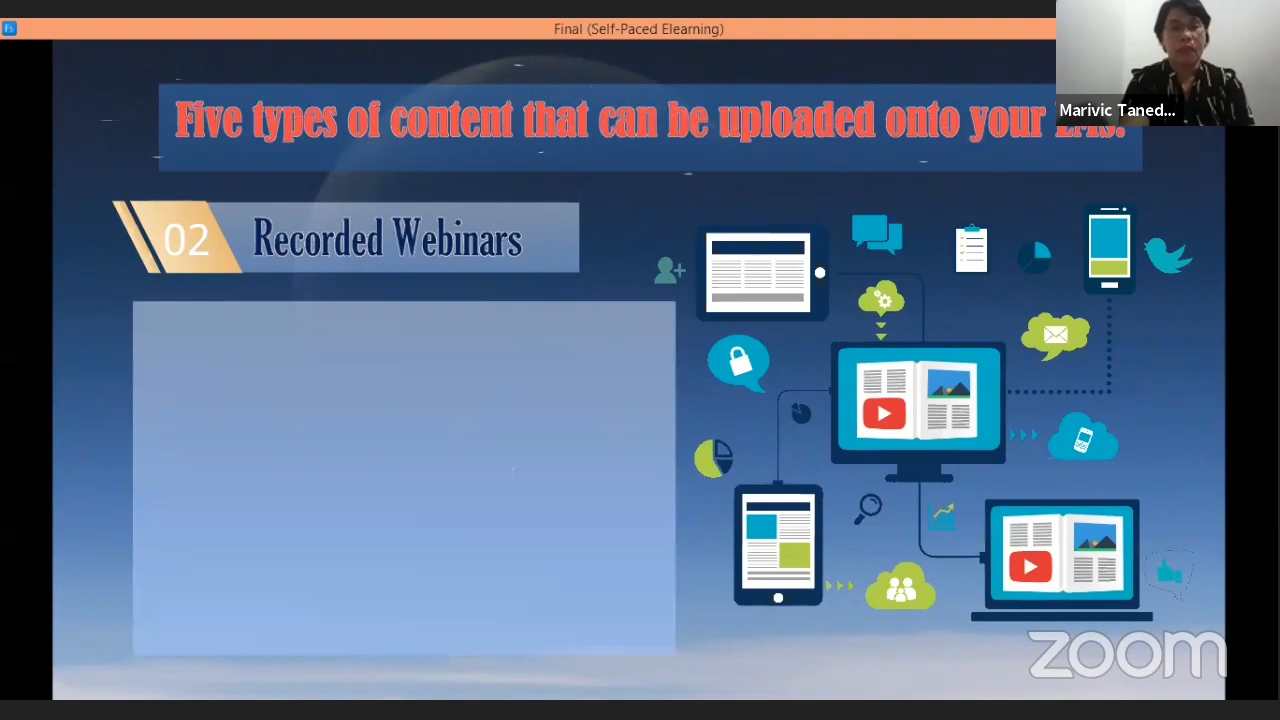 Final (Self-Paced Elearning)
Five types of content that can be uploaded onto your
Marivic Taned...
02
Recorded Webinars
zoom